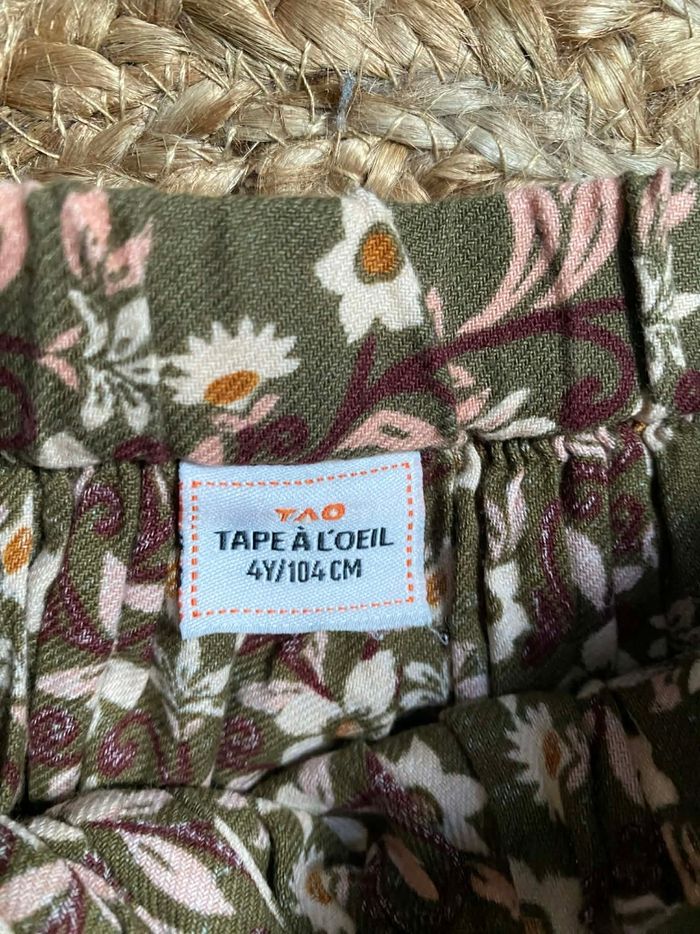 TAO
TAPE À L'OEIL
4Y/104 CM